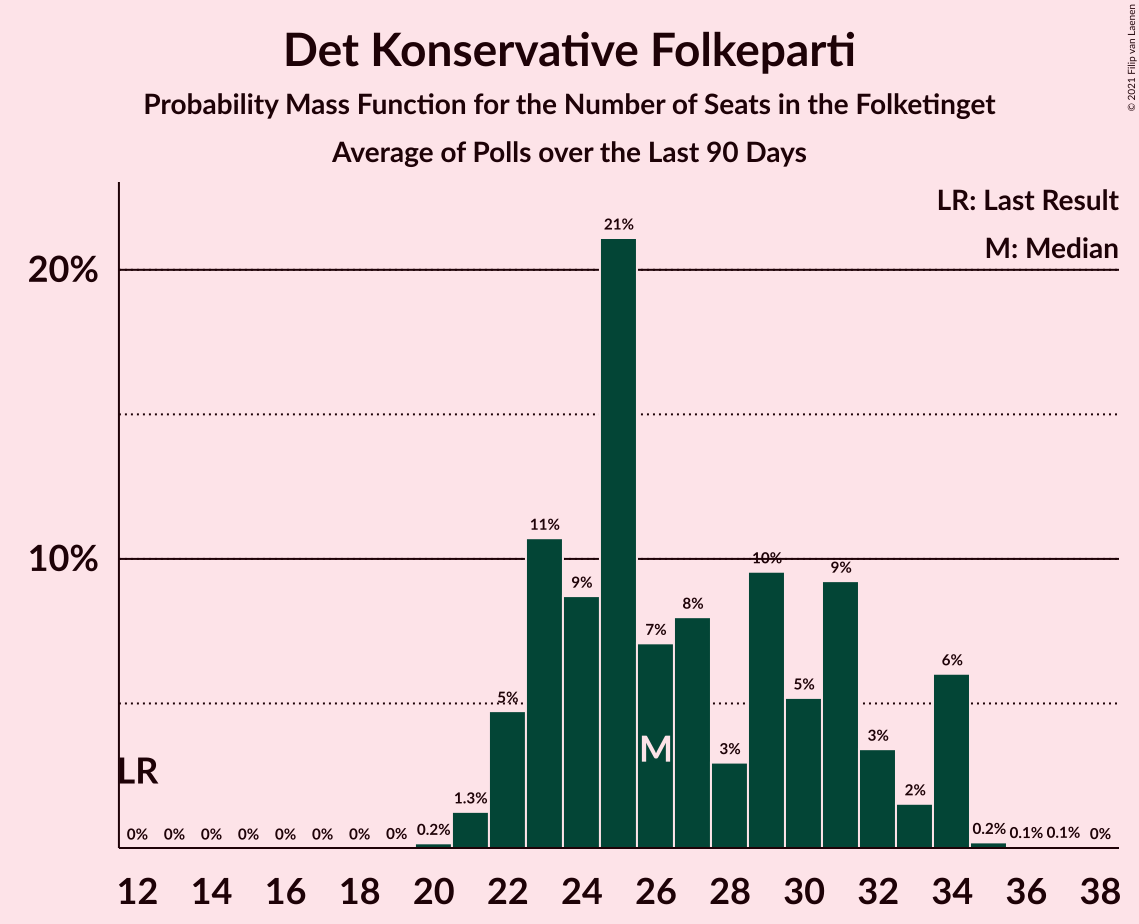 © 2021 Filip van Laenen
Det Konservative Folkeparti
Probability Mass Function for the Number of Seats in the Folketinget
Average of Polls over the Last 90 Days
LR: Last Result
M: Median
21%
20%
11%
10%
10%
9%
9%
8%
7%
6%
5%
5%
3%
3%
2%
1.3%
M
LR
0% 0% 0% 0% 0% 0% 0% 0% 0.2% 0.2% 0.1% 0.1% 0%
12 14 16 18 20 22 24 26 28 30 32 34 36 38